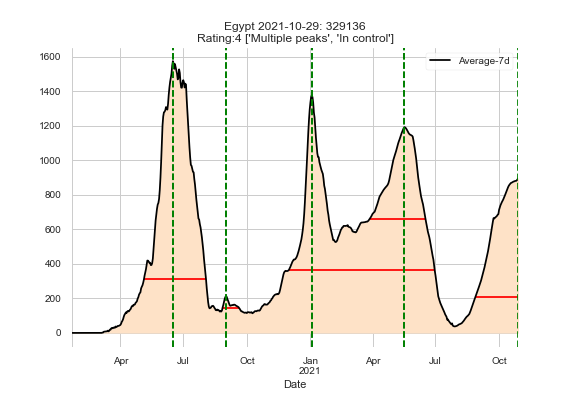 Egypt 2021-10-29: 329136
Rating:4 ['Multiple peaks', 'In control']
Average-7d
1600
1400
1200
1000
800
600
400
200
0
Apr Jul Oct Jan Apr Jul Oct
2021
Date